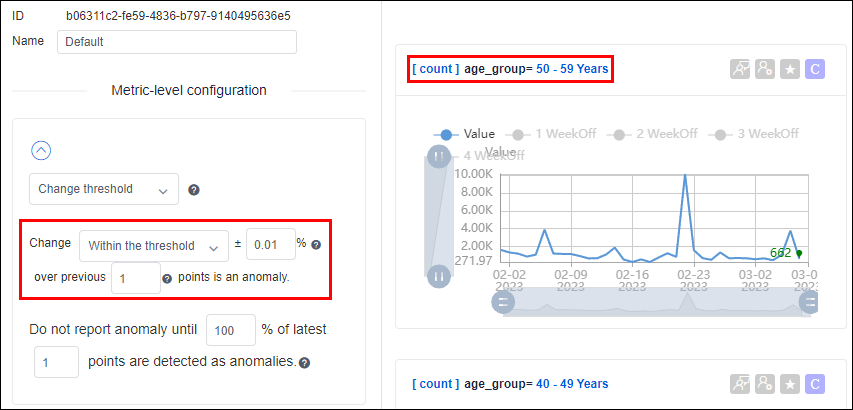 ID b06311c2-fe59-4836-b797-9140495636e5
Name Default
Metric-level configuration
Change threshold ?
Change Within the threshold ± 0.01 % ?
over previous 1 ? points is an anomaly.
Do not report anomaly until 100 % of latest
1 points are detected as anomalies. ?
[ count ] age_group= 50 - 59 Years
C
Value 1 WeekOff 2 WeekOff 3 WeekOff
4 WeekOff
Value
10.00K
8.00K
6.00K
4.00K
2.00K
271.97
662
02-02 02-09 02-16 02-23 03-02 03-0
2023 2023 2023 2023 2023 2023
[ count ] age_group= 40 - 49 Years
C